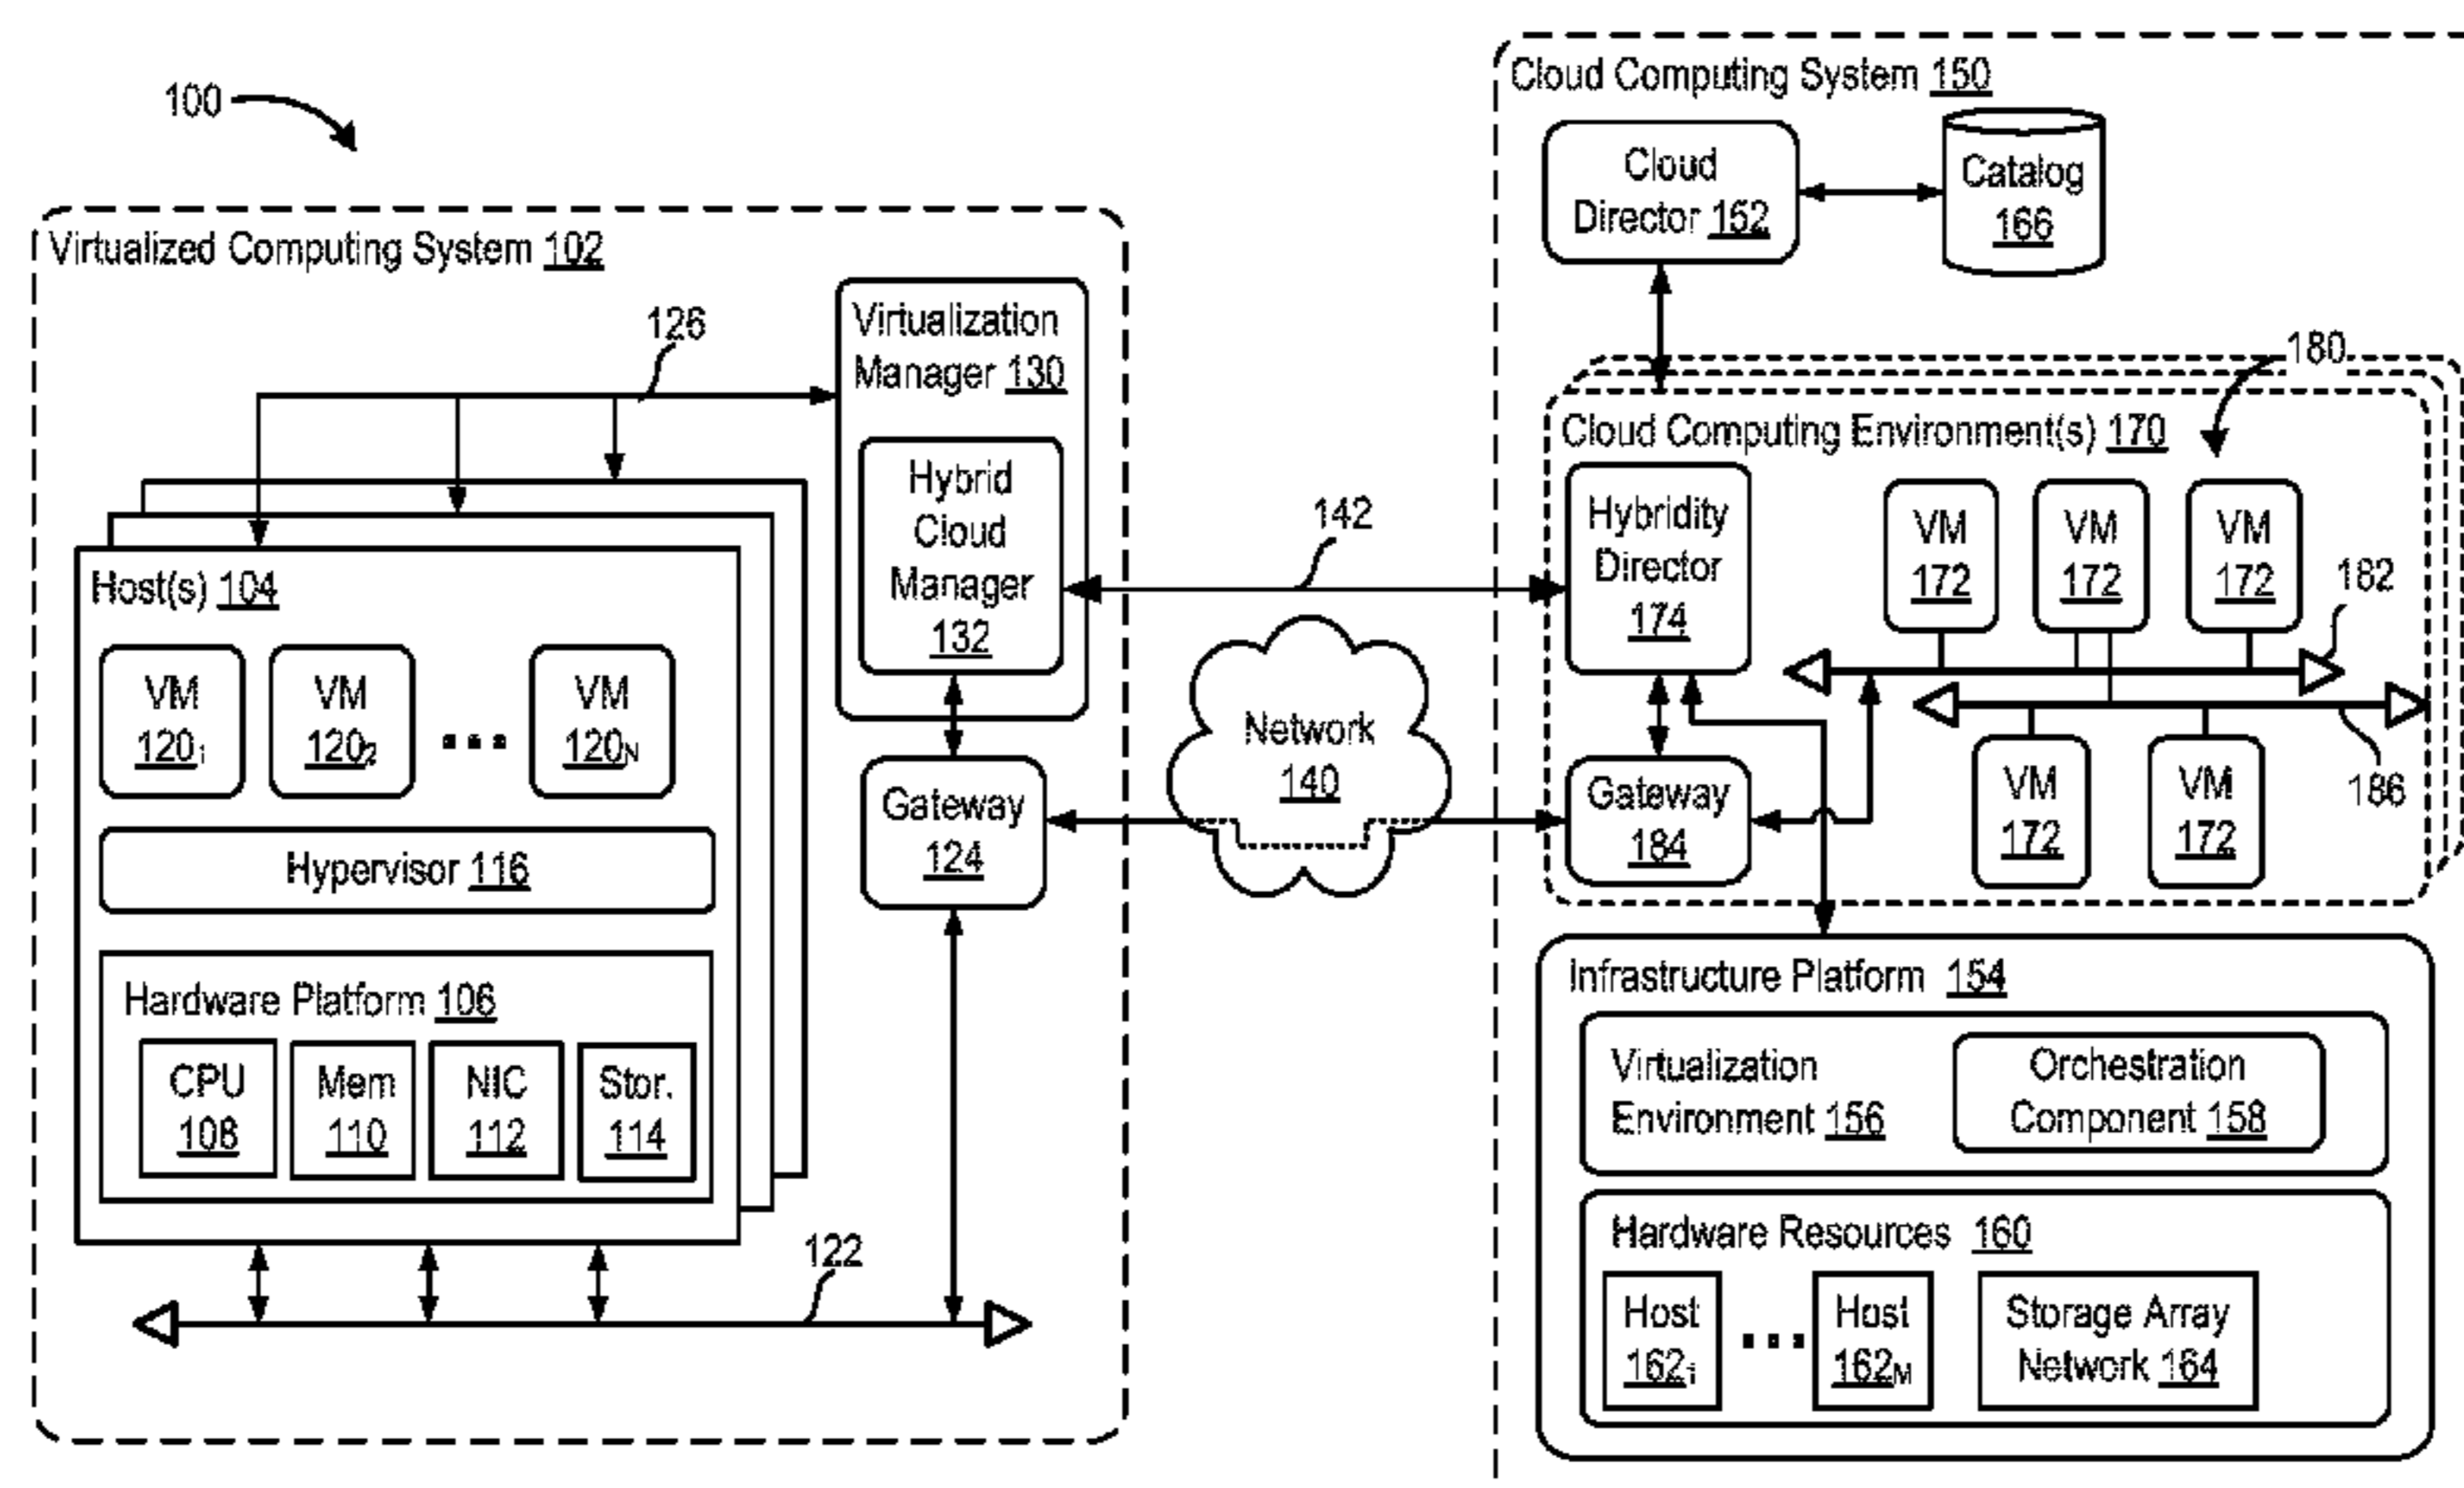 100
Virtualized Computing System 102
126
Virtualization
Manager 130
Hybrid
Cloud
Manager
132
Host(s) 104
VM
120₁
VM
120₂
...
VM
120N
Hypervisor 116
Hardware Platform 106
CPU
108
Mem
110
NIC
112
Stor.
114
Gateway
124
122
142
Network
140
Cloud Computing System 150
Cloud
Director 152
Catalog
166
180
Cloud Computing Environment(s) 170
Hybridity
Director
174
VM
172
VM
172
VM
172
182
VM
172
VM
172
186
Gateway
184
Infrastructure Platform 154
Virtualization
Environment 156
Orchestration
Component 158
Hardware Resources 160
Host
162₁
...
Host
162M
Storage Array
Network 164